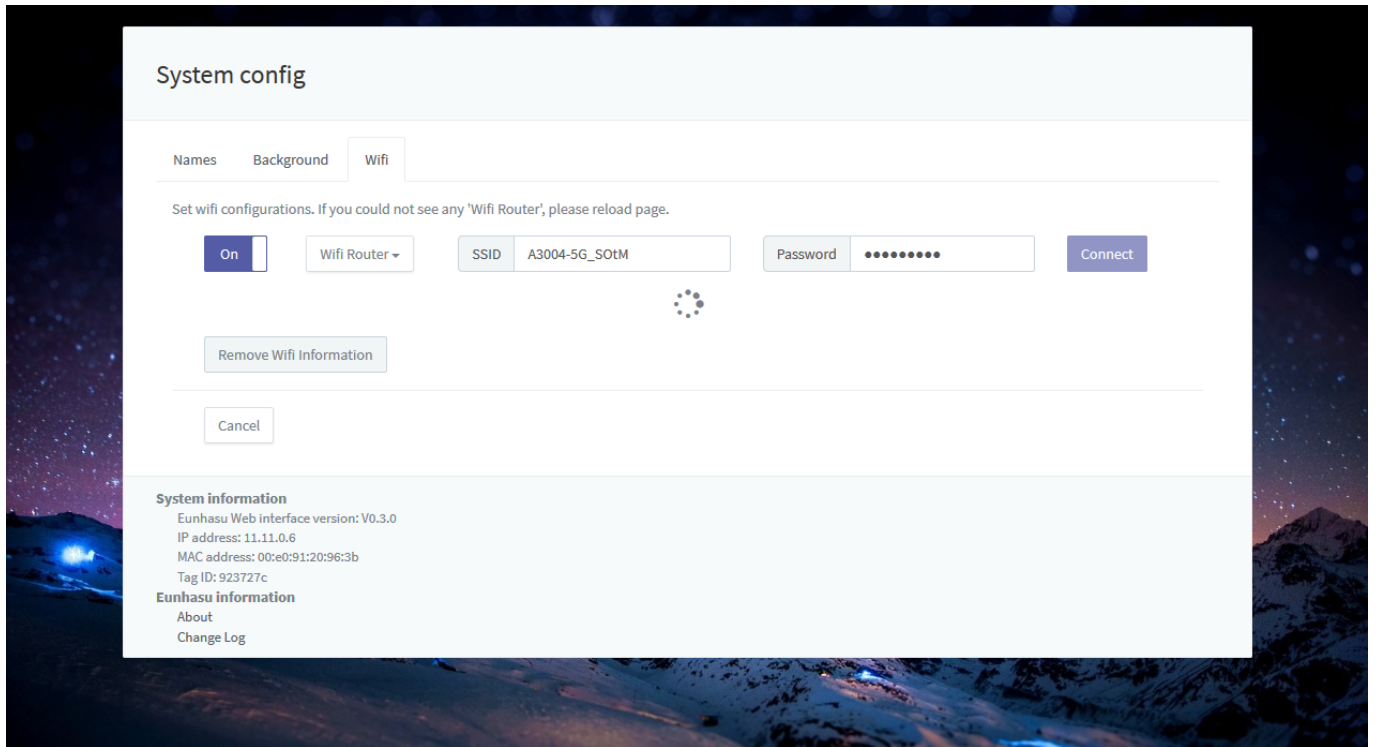 System config
Names Background Wifi
Set wifi configurations. If you could not see any 'Wifi Router', please reload page.
On Wifi Router SSID A3004-5G_SOtM Password ●●●●●●●●● Connect
Remove Wifi Information
Cancel
System information
Eunhasu Web interface version: V0.3.0
IP address: 11.11.0.6
MAC address: 00:e0:91:20:96:3b
Tag ID: 923727c
Eunhasu information
About
Change Log